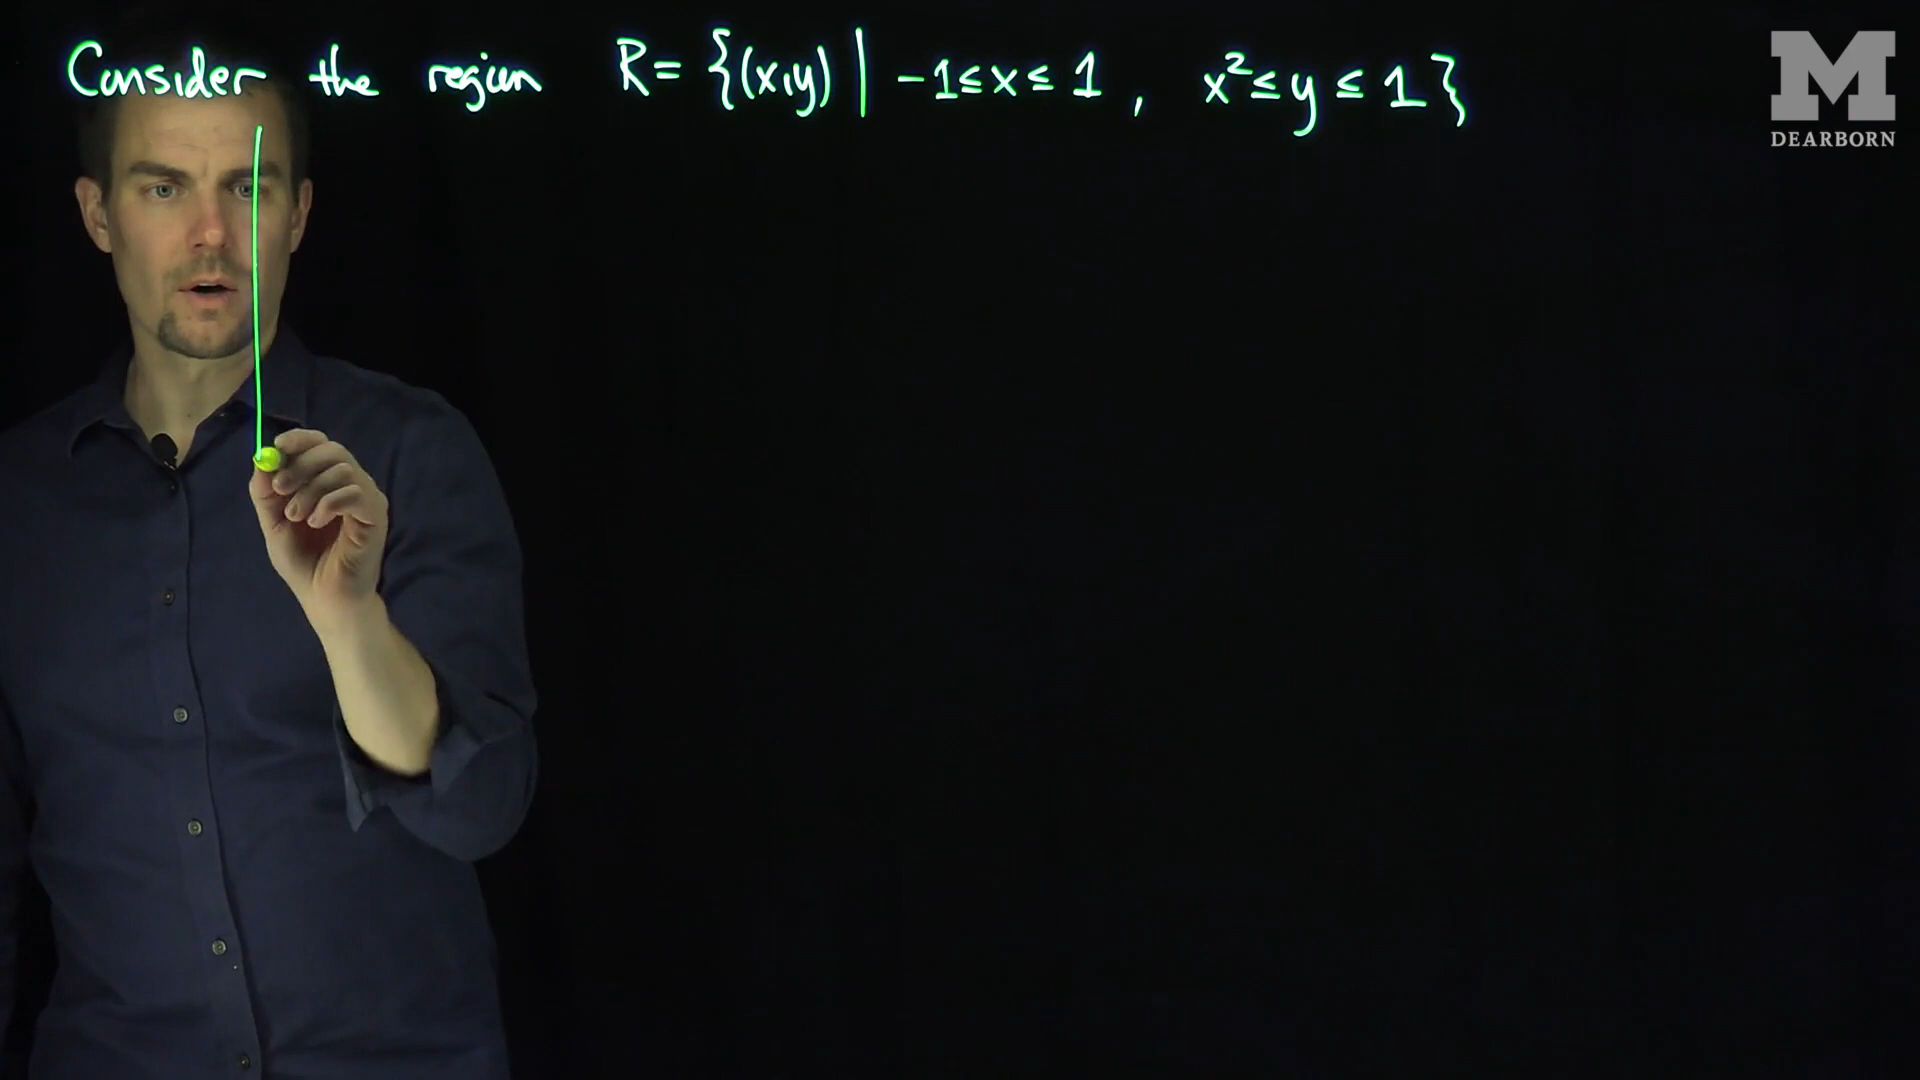 Consider the region R = {(x,y) | -1 ≤ x ≤ 1, x² ≤ y ≤ 1}
M
DEARBORN